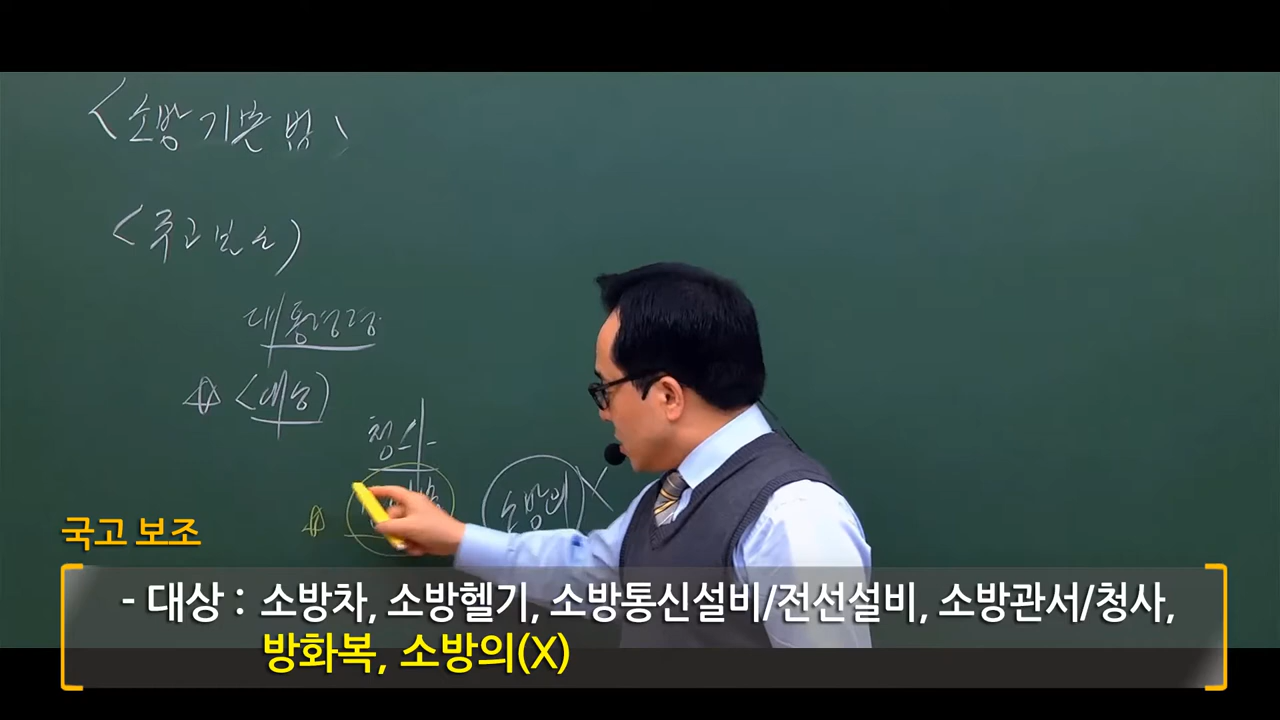 <소방기본법>
<국고보조>
대통령령
<대상>
청사
소방의 X
국고 보조
- 대상 : 소방차, 소방헬기, 소방통신설비/전선설비, 소방관서/청사,
방화복, 소방의(X)